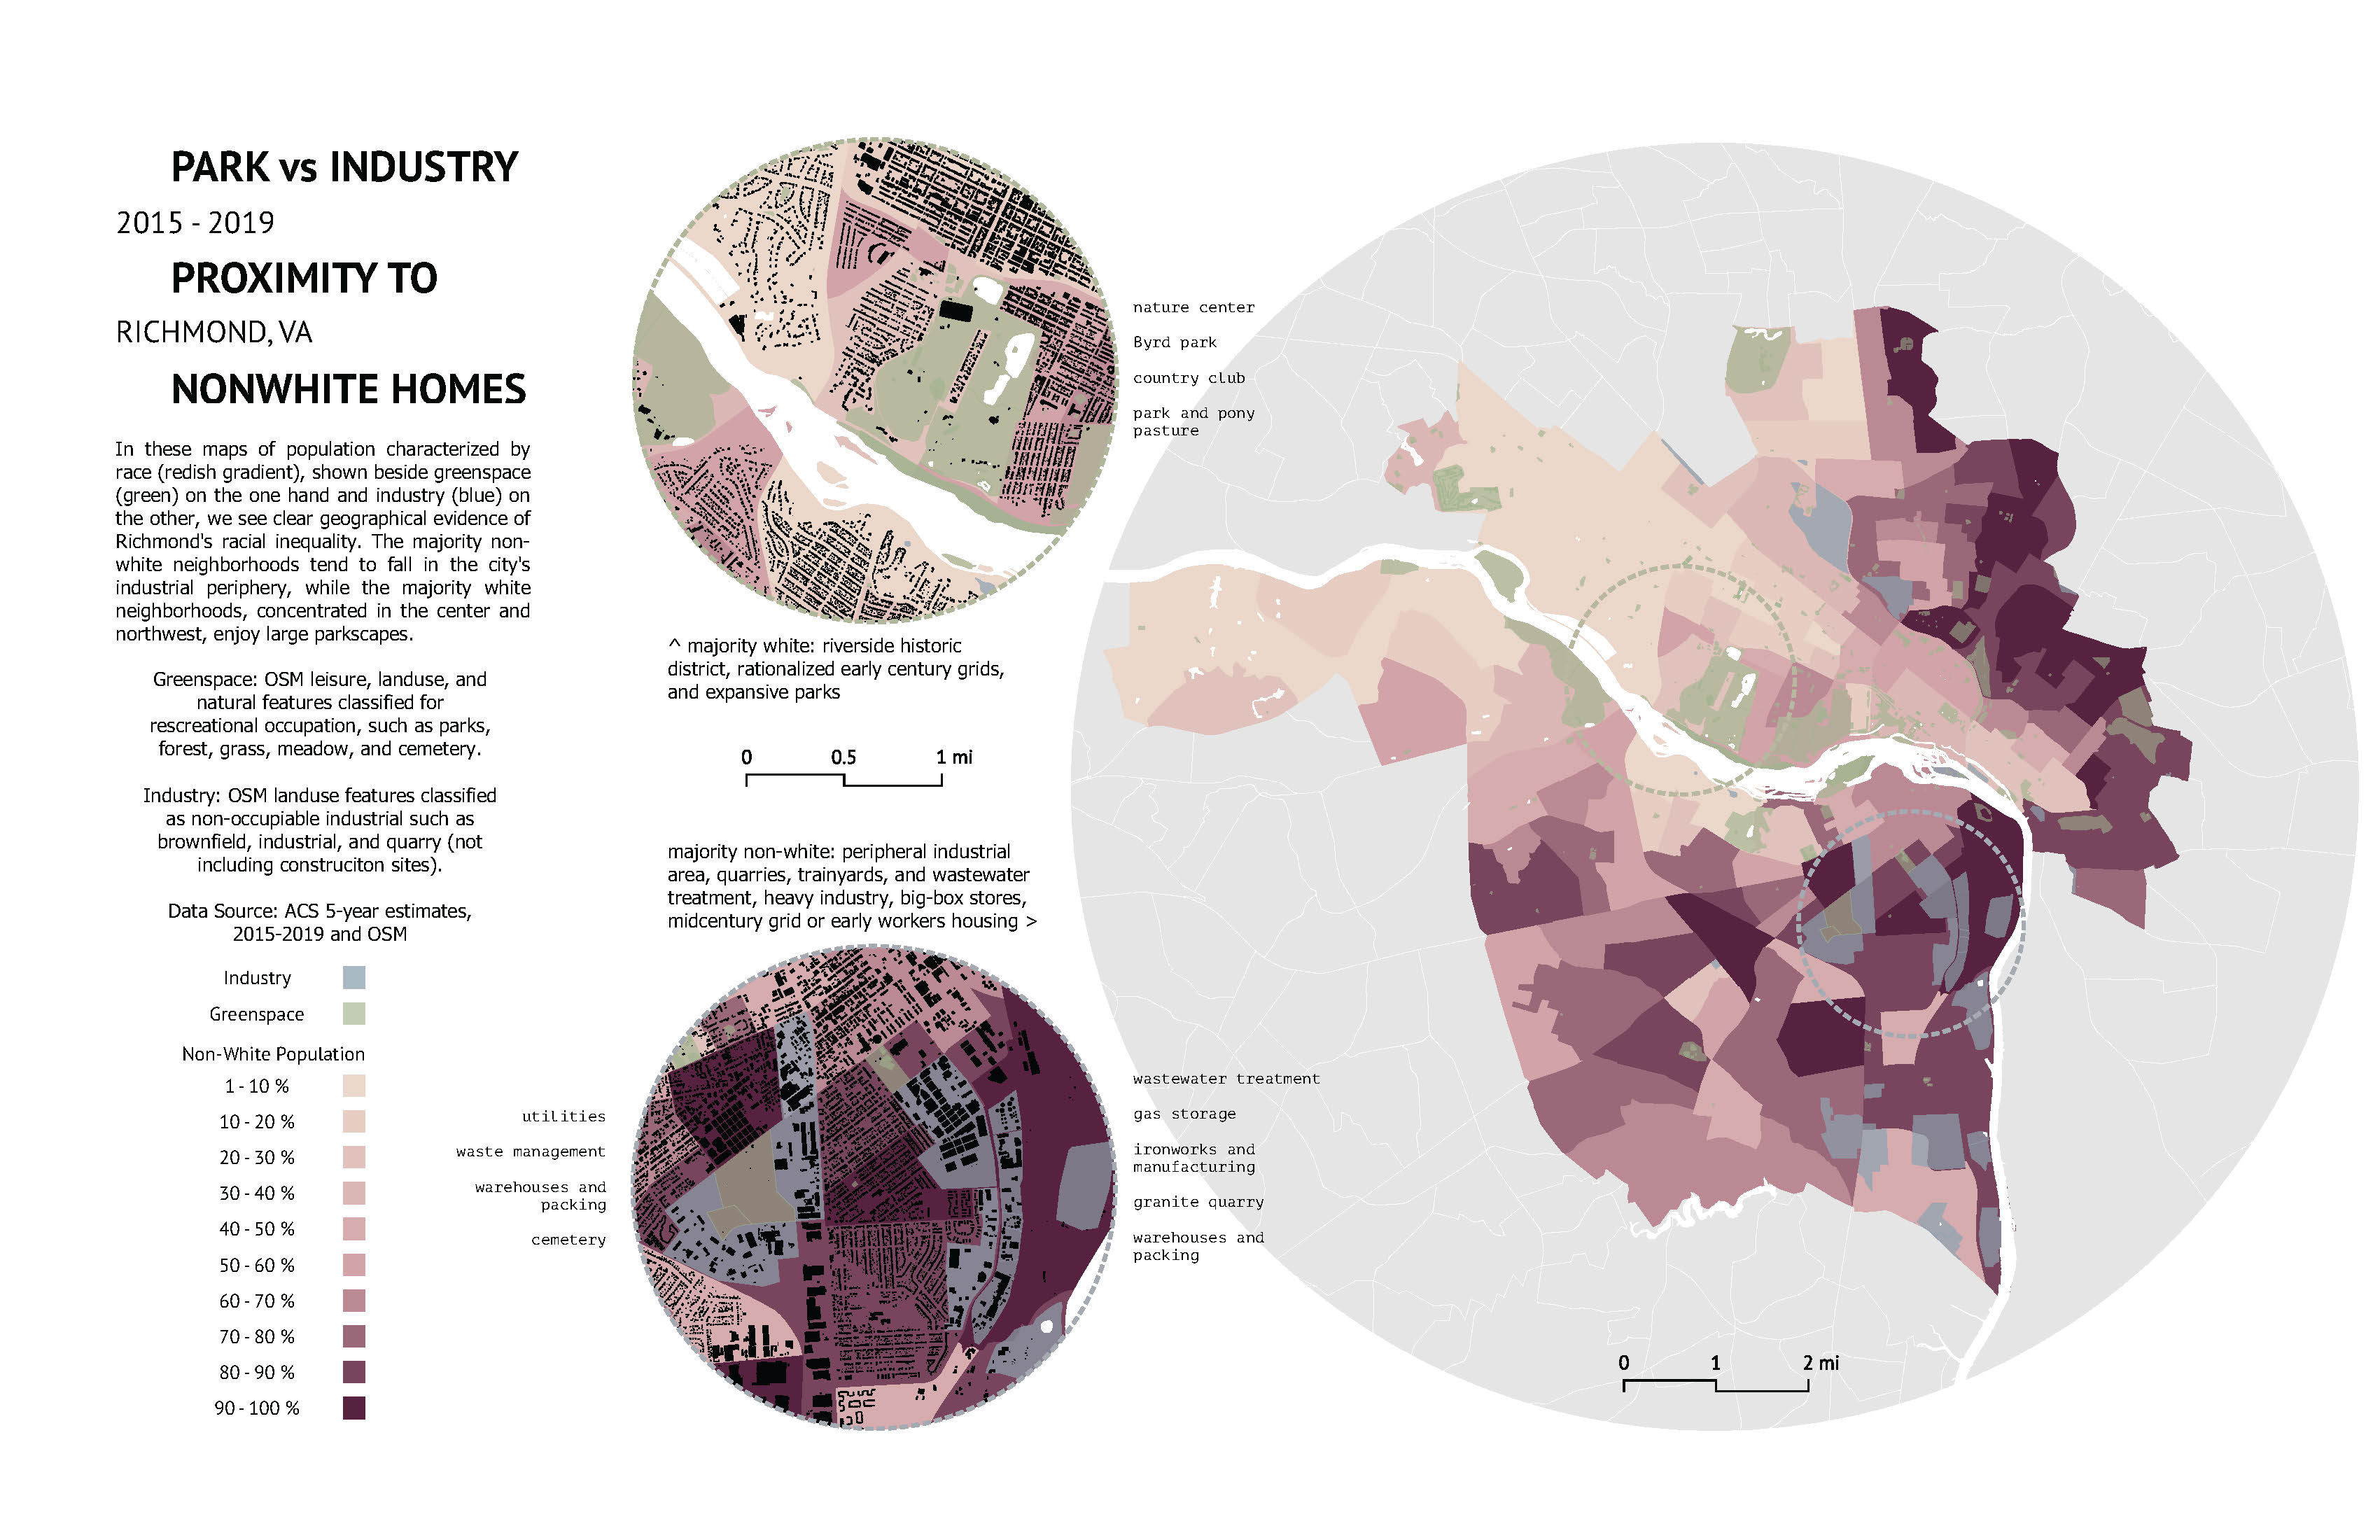 PARK vs INDUSTRY
2015 - 2019
PROXIMITY TO
RICHMOND, VA
NONWHITE HOMES
In these maps of population characterized by
race (redish gradient), shown beside greenspace
(green) on the one hand and industry (blue) on
the other, we see clear geographical evidence of
Richmond's racial inequality. The majority non-
white neighborhoods tend to fall in the city's
industrial periphery, while the majority white
neighborhoods, concentrated in the center and
northwest, enjoy large parkscapes.
Greenspace: OSM leisure, landuse, and
natural features classified for
rescreational occupation, such as parks,
forest, grass, meadow, and cemetery.
Industry: OSM landuse features classified
as non-occupiable industrial such as
brownfield, industrial, and quarry (not
including construciton sites).
Data Source: ACS 5-year estimates,
2015-2019 and OSM
Industry
Greenspace
Non-White Population
1 - 10 %
10 - 20 %
20 - 30 %
30 - 40 %
40 - 50 %
50 - 60 %
60 - 70 %
70 - 80 %
80 - 90 %
90 - 100 %
^ majority white: riverside historic
district, rationalized early century grids,
and expansive parks
0 0.5 1 mi
majority non-white: peripheral industrial
area, quarries, trainyards, and wastewater
treatment, heavy industry, big-box stores,
midcentury grid or early workers housing >
utilities
waste management
warehouses and
packing
cemetery
nature center
Byrd park
country club
park and pony
pasture
wastewater treatment
gas storage
ironworks and
manufacturing
granite quarry
warehouses and
packing
0 1 2 mi